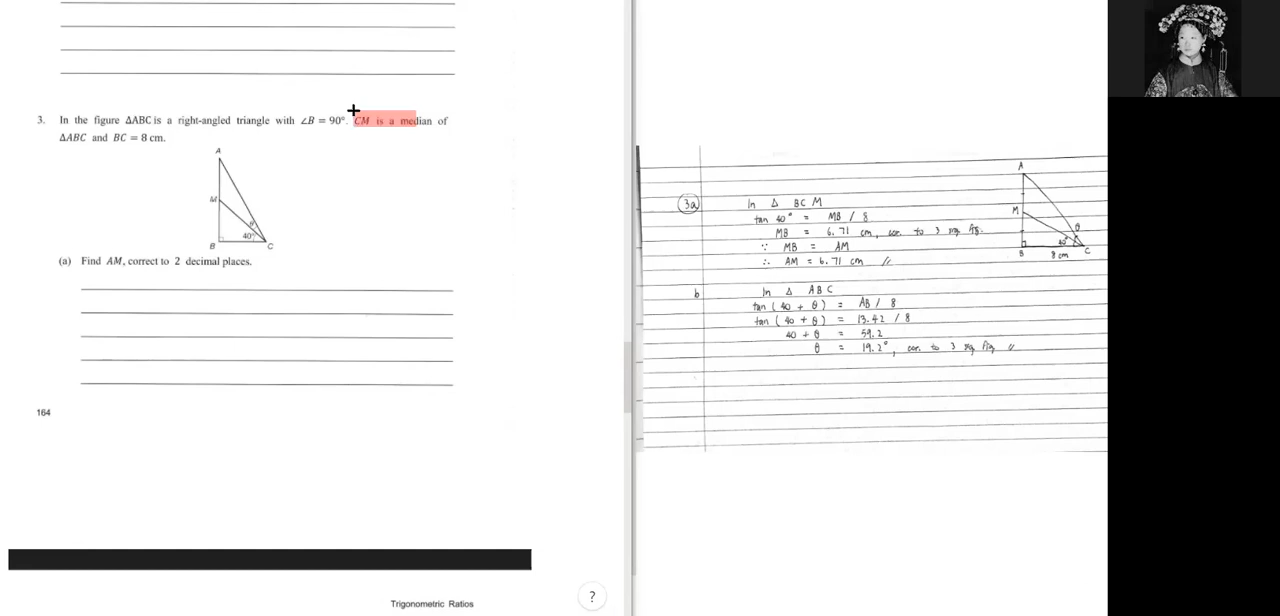 3. In the figure ΔABC is a right-angled triangle with ∠B = 90°. CM is a median of
ΔABC and BC = 8 cm.
A
M
θ
40°
B
C
(a) Find AM, correct to 2 decimal places.
164
Trigonometric Ratios
?
3a
In Δ BCM
tan 40° = MB / 8
MB = 6.71 cm, cor. to 3 sig fig.
∵ MB = AM
∴ AM = 6.71 cm //
A
M
θ
40°
B
8 cm
C
b
In Δ ABC
tan (40 + θ) = AB / 8
tan (40 + θ) = 13.42 / 8
40 + θ = 59.2
θ = 19.2°, cor. to 3 sig fig //